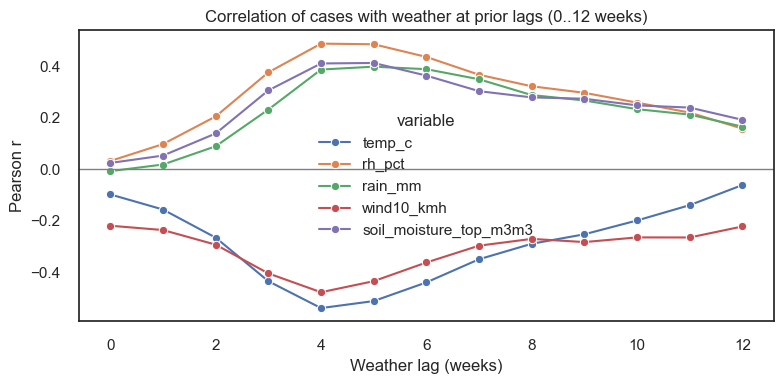 Correlation of cases with weather at prior lags (0..12 weeks)
0.4
0.2
0.0
−0.2
−0.4
Pearson r
variable
temp_c
rh_pct
rain_mm
wind10_kmh
soil_moisture_top_m3m3
0 2 4 6 8 10 12
Weather lag (weeks)